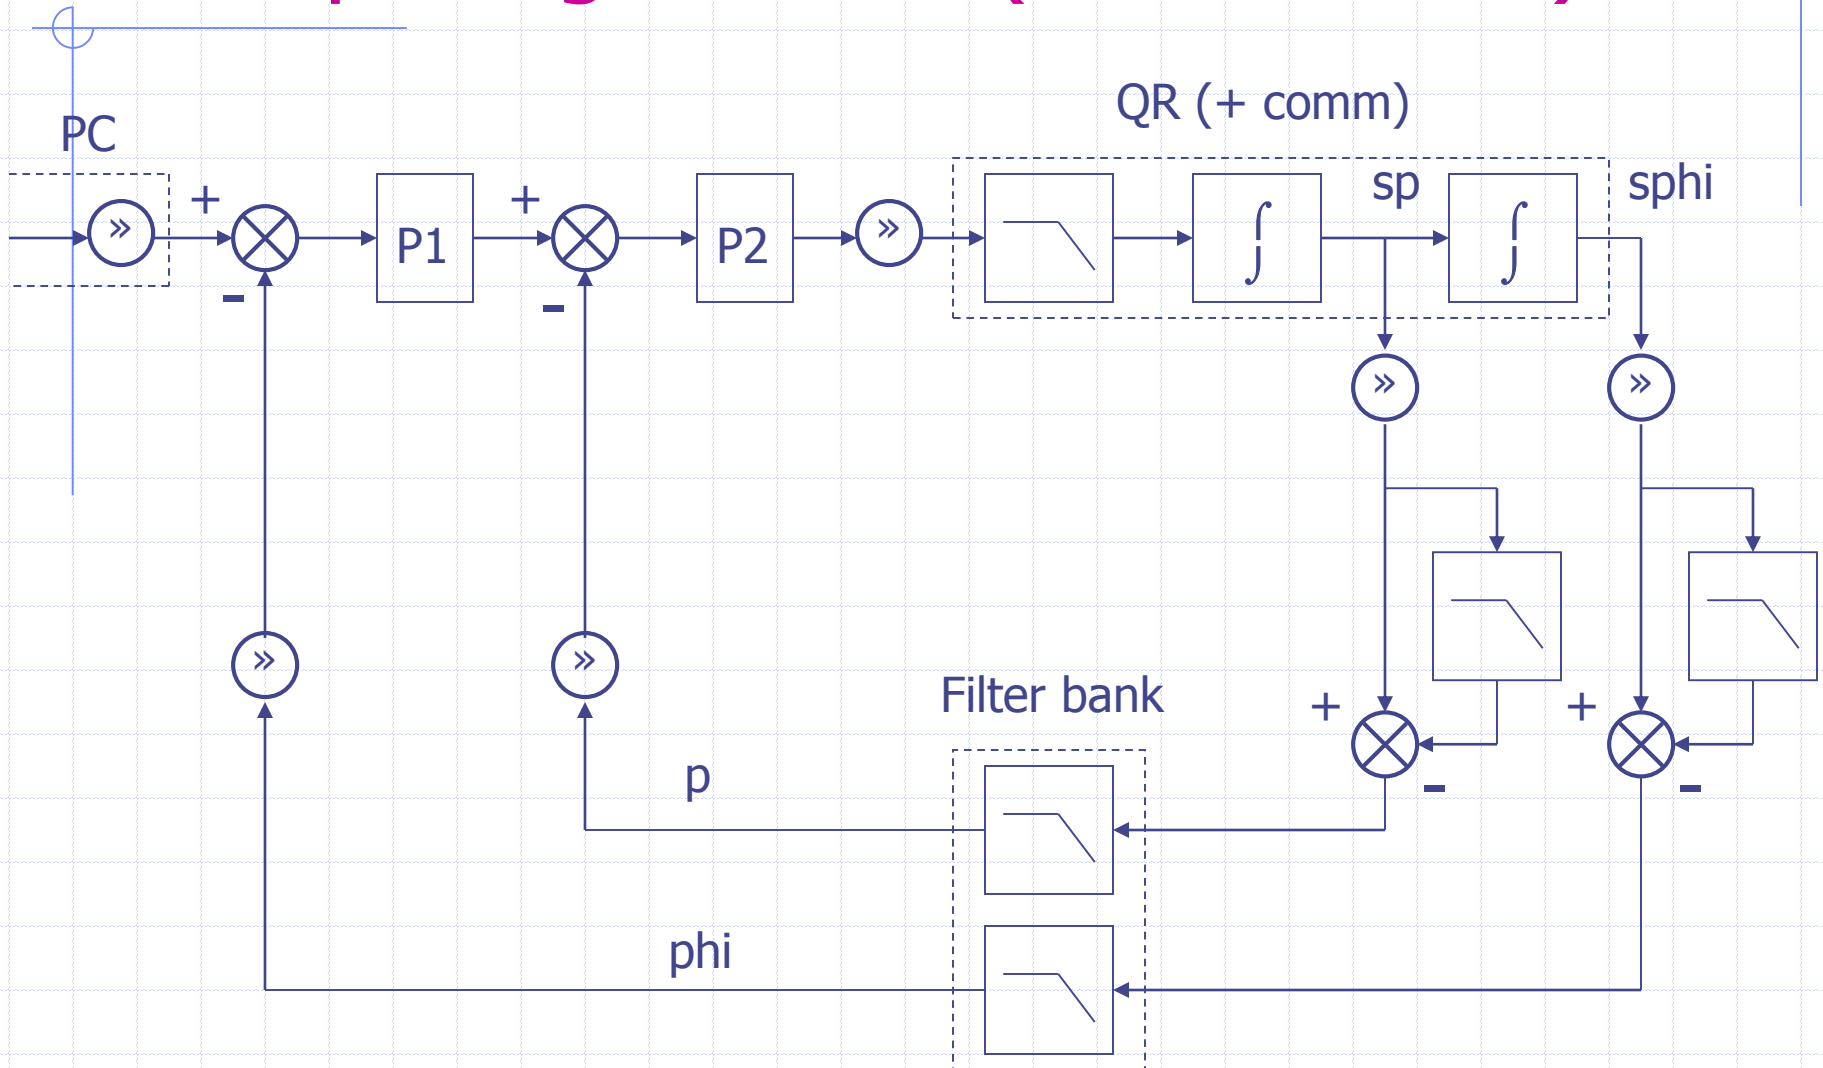 QR (+ comm)
PC
sp
sphi
»
+
-
P1
+
-
P2
»
»
»
»
»
Filter bank
+
-
+
-
p
phi